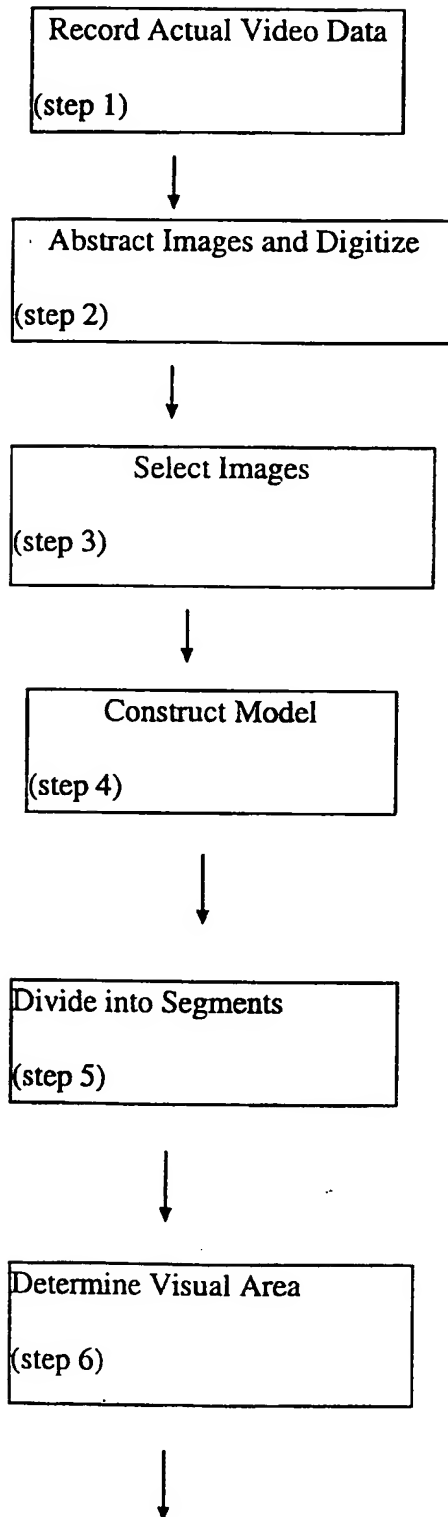 Record Actual Video Data
(step 1)
Abstract Images and Digitize
(step 2)
Select Images
(step 3)
Construct Model
(step 4)
Divide into Segments
(step 5)
Determine Visual Area
(step 6)